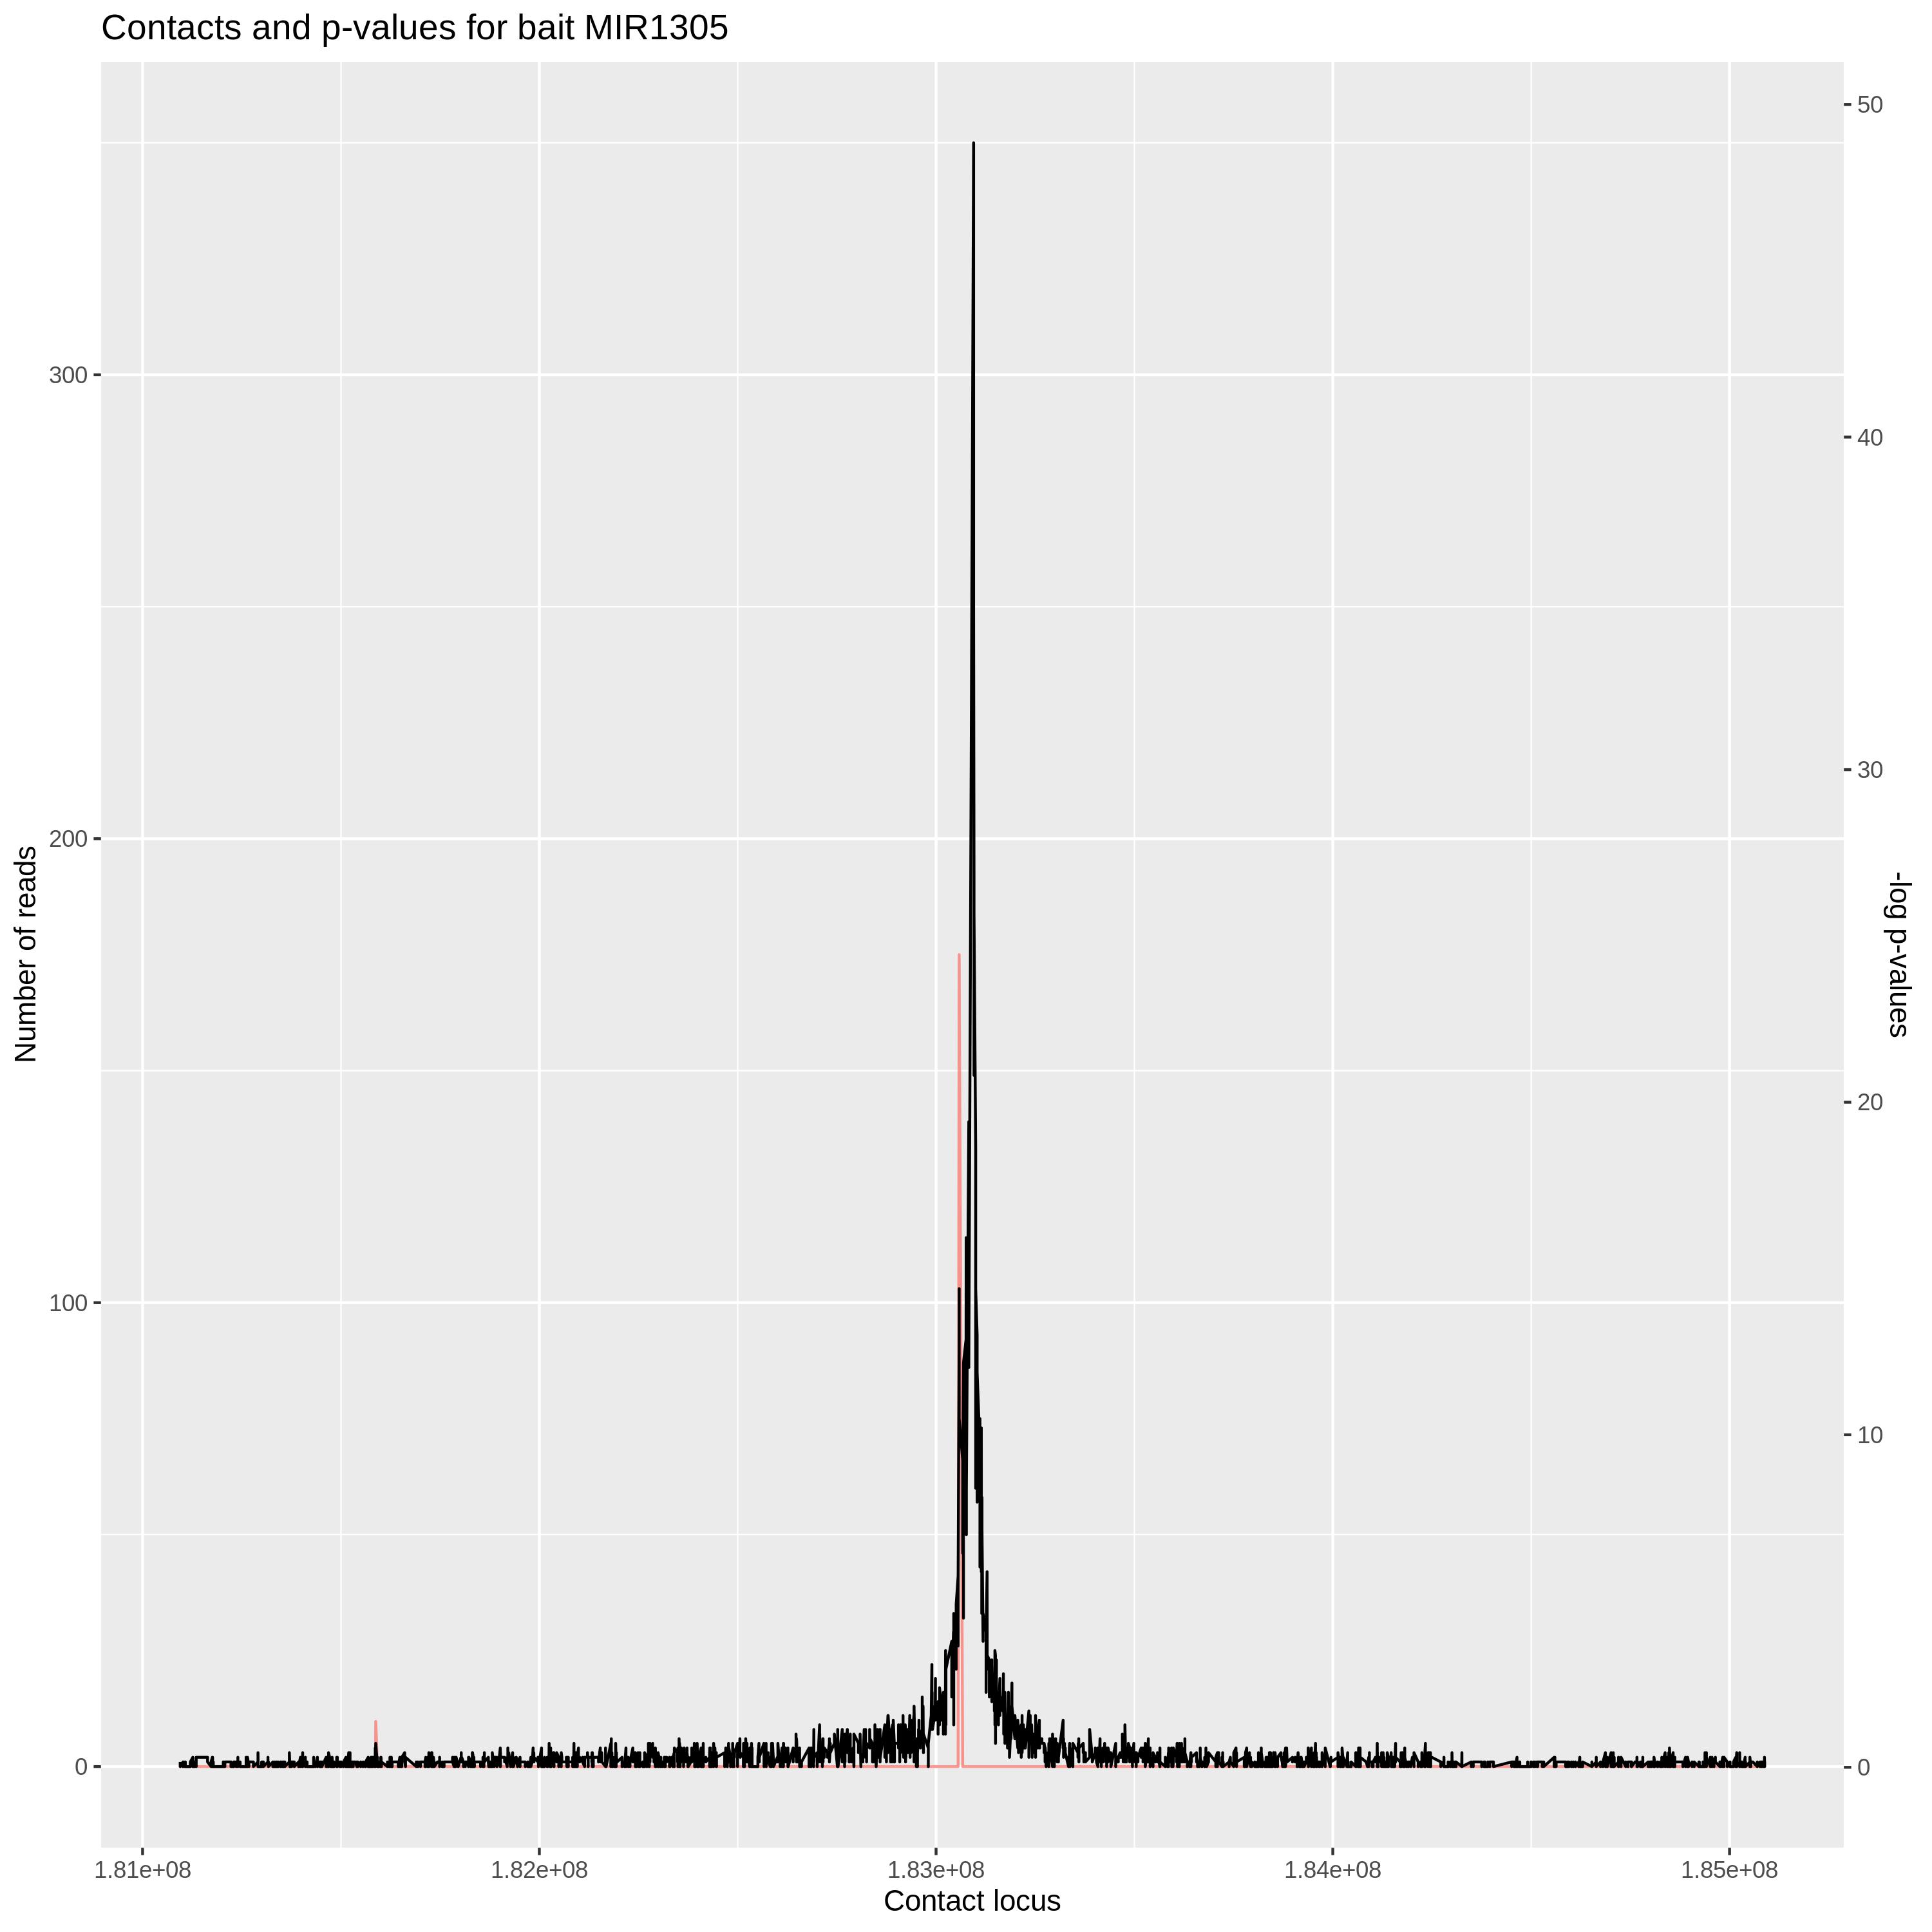 Contacts and p-values for bait MIR1305
50
40
30
20
10
0
300
200
100
0
Number of reads
-log p-values
1.81e+08
1.82e+08
1.83e+08
1.84e+08
1.85e+08
Contact locus